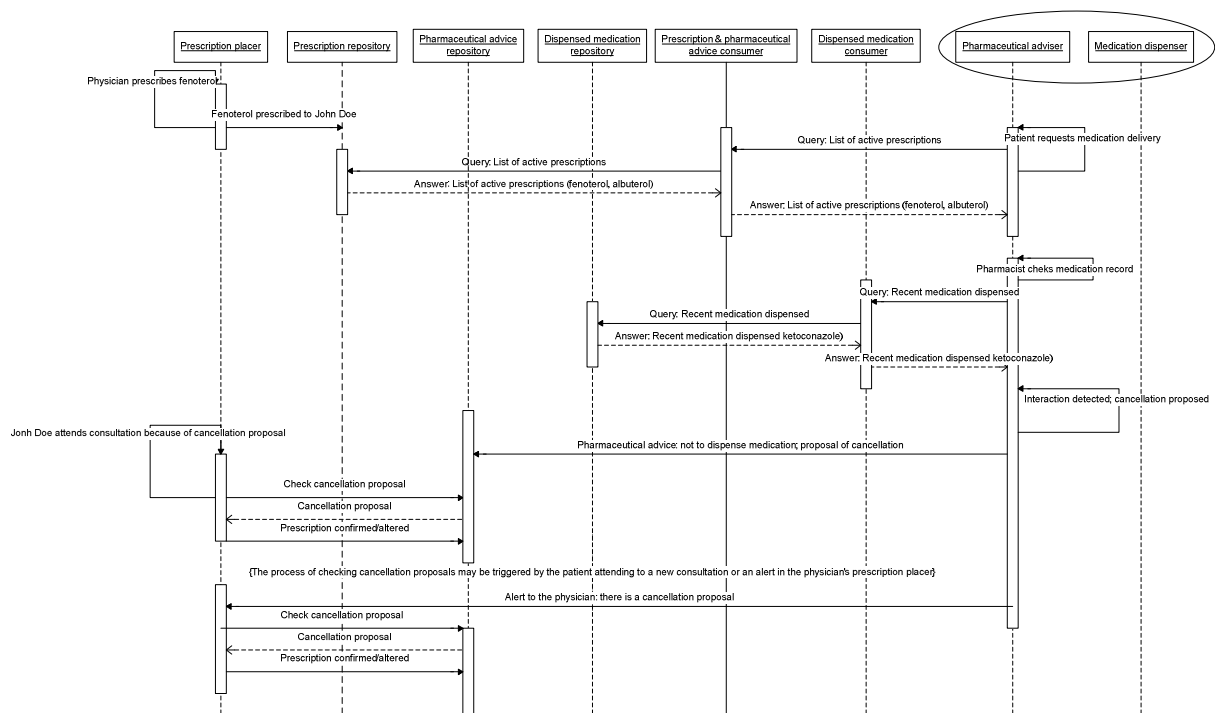 Prescription placer
Prescription repository
Pharmaceutical advice
repository
Dispensed medication
repository
Prescription & pharmaceutical
advice consumer
Dispensed medication
consumer
Pharmaceutical adviser
Medication dispenser
Physician prescribes fenoterol
Fenoterol prescribed to John Doe
Patient requests medication delivery
Query: List of active prescriptions
Query: List of active prescriptions
Answer: List of active prescriptions (fenoterol, albuterol)
Answer: List of active prescriptions (fenoterol, albuterol)
Pharmacist cheks medication record
Query: Recent medication dispensed
Query: Recent medication dispensed
Answer: Recent medication dispensed ketoconazole)
Answer: Recent medication dispensed ketoconazole)
Interaction detected; cancellation proposed
Jonh Doe attends consultation because of cancellation proposal
Pharmaceutical advice: not to dispense medication; proposal of cancellation
Check cancellation proposal
Cancellation proposal
Prescription confirmed/altered
{The process of checking cancellation proposals may be triggered by the patient attending to a new consultation or an alert in the physician's prescription placer}
Alert to the physician: there is a cancellation proposal
Check cancellation proposal
Cancellation proposal
Prescription confirmed/altered